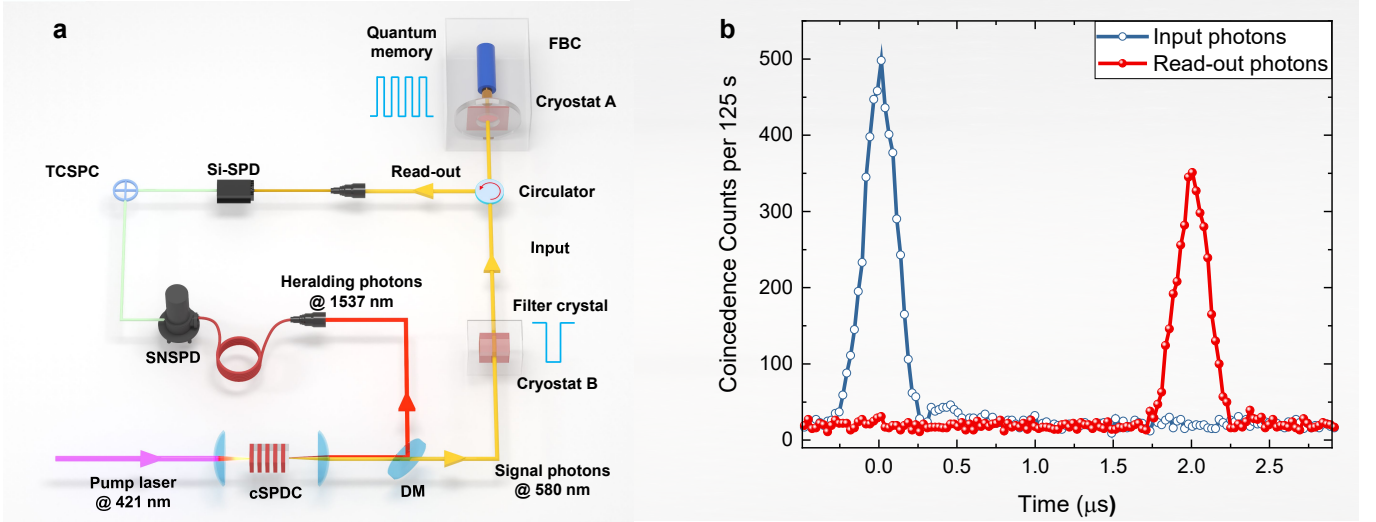 a
Quantum
memory
FBC
Cryostat A
TCSPC
Si-SPD
Read-out
Circulator
Input
Heralding photons
@ 1537 nm
Filter crystal
SNSPD
Cryostat B
Pump laser
@ 421 nm
cSPDC
DM
Signal photons
@ 580 nm
b
Input photons
Read-out photons
Coincedence Counts per 125 s
500
400
300
200
100
0
0.0 0.5 1.0 1.5 2.0 2.5
Time (μs)